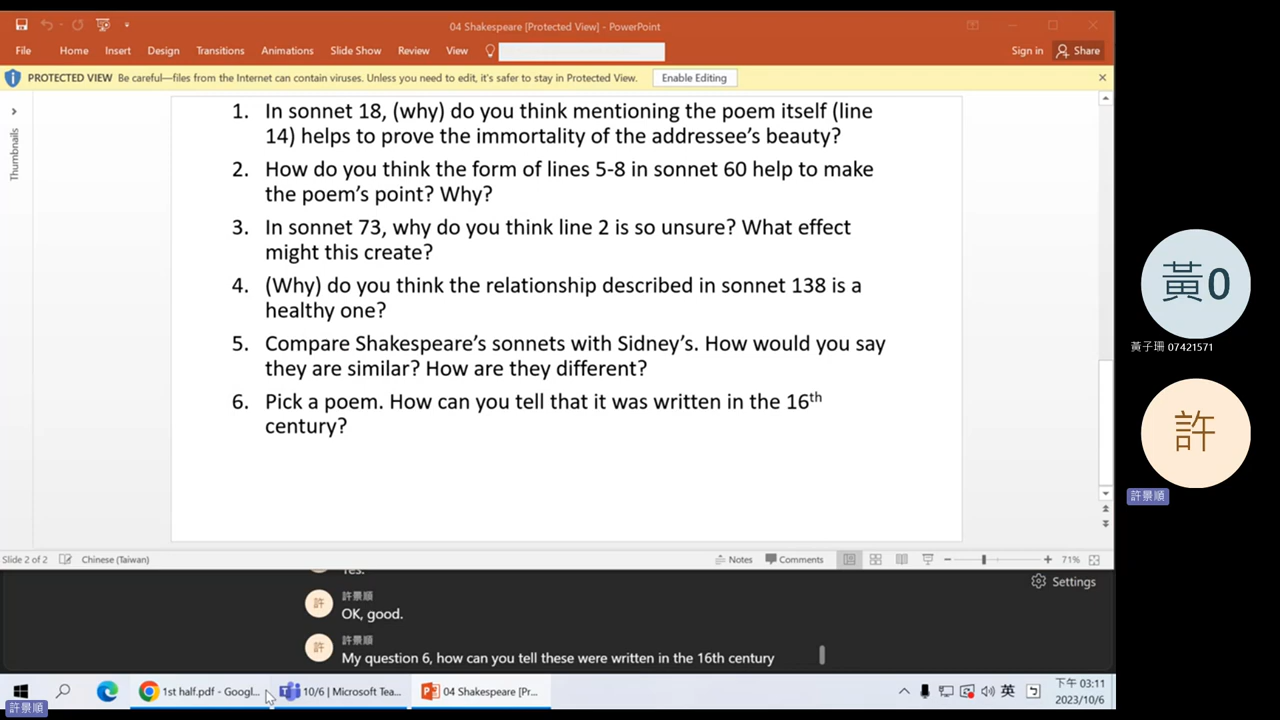 04 Shakespeare [Protected View] - PowerPoint
File Home Insert Design Transitions Animations Slide Show Review View Sign in Share
PROTECTED VIEW Be careful—files from the Internet can contain viruses. Unless you need to edit, it's safer to stay in Protected View. Enable Editing
Thumbnails
1. In sonnet 18, (why) do you think mentioning the poem itself (line
14) helps to prove the immortality of the addressee's beauty?
2. How do you think the form of lines 5-8 in sonnet 60 help to make
the poem's point? Why?
3. In sonnet 73, why do you think line 2 is so unsure? What effect
might this create?
4. (Why) do you think the relationship described in sonnet 138 is a
healthy one?
5. Compare Shakespeare's sonnets with Sidney's. How would you say
they are similar? How are they different?
6. Pick a poem. How can you tell that it was written in the 16th
century?
黃0
黃子珊 07421571
許
許景順
Slide 2 of 2 Chinese (Taiwan) Notes Comments 71%
Yes.
Settings
許
許景順
OK, good.
許
許景順
My question 6, how can you tell these were written in the 16th century
1st half.pdf - Googl... 10/6 | Microsoft Tea... 04 Shakespeare [Pr... 英 下午 03:11
2023/10/6
許景順